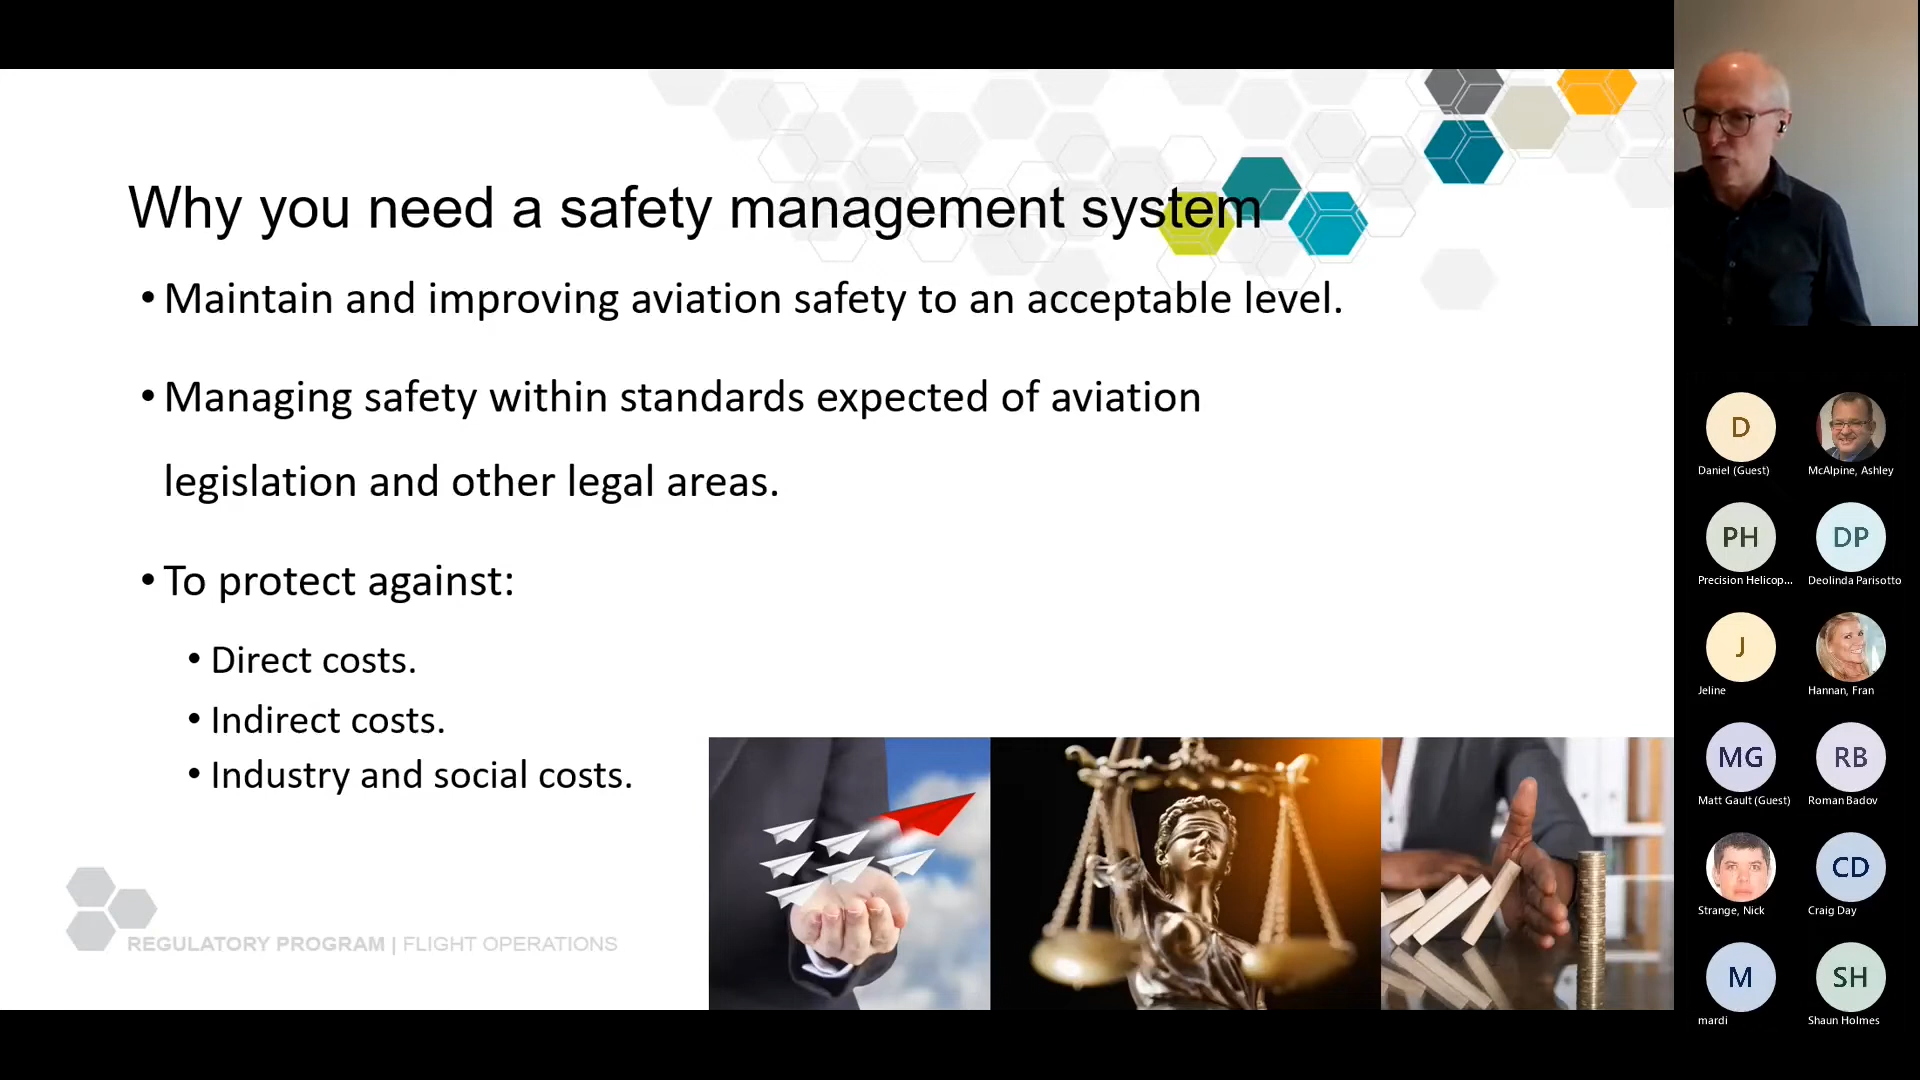 Why you need a safety management system
• Maintain and improving aviation safety to an acceptable level.
• Managing safety within standards expected of aviation
legislation and other legal areas.
• To protect against:
• Direct costs.
• Indirect costs.
• Industry and social costs.
REGULATORY PROGRAM | FLIGHT OPERATIONS
D
Daniel (Guest)
McAlpine, Ashley
PH
Precision Helicop...
DP
Deolinda Parisotto
J
Jeline
Hannan, Fran
MG
Matt Gault (Guest)
RB
Roman Badov
Strange, Nick
CD
Craig Day
M
mardi
SH
Shaun Holmes